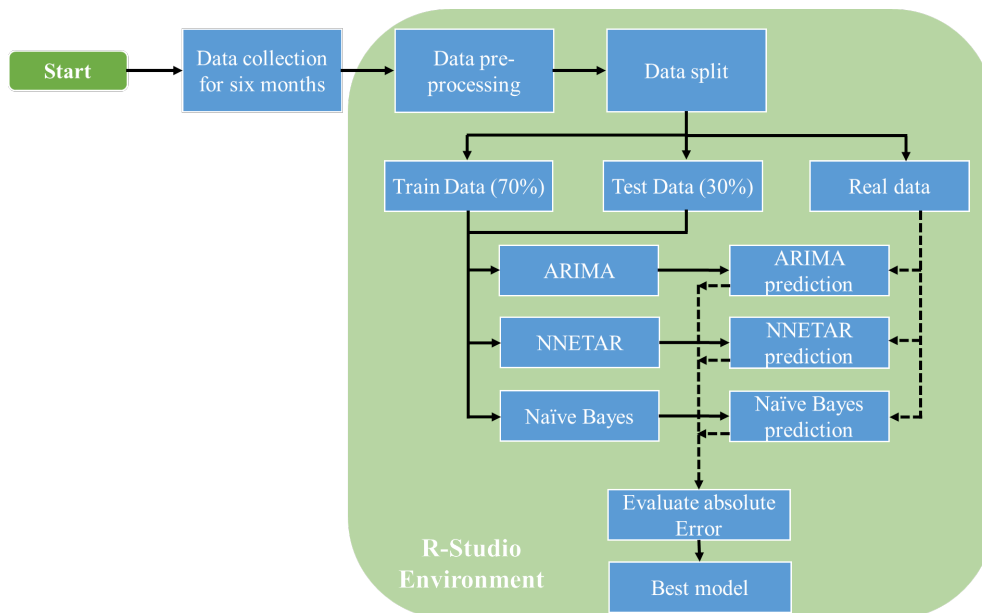 Start
Data collection
for six months
Data pre-
processing
Data split
Train Data (70%)
Test Data (30%)
Real data
ARIMA
ARIMA
prediction
NNETAR
NNETAR
prediction
Naïve Bayes
Naïve Bayes
prediction
Evaluate absolute
Error
R-Studio
Environment
Best model